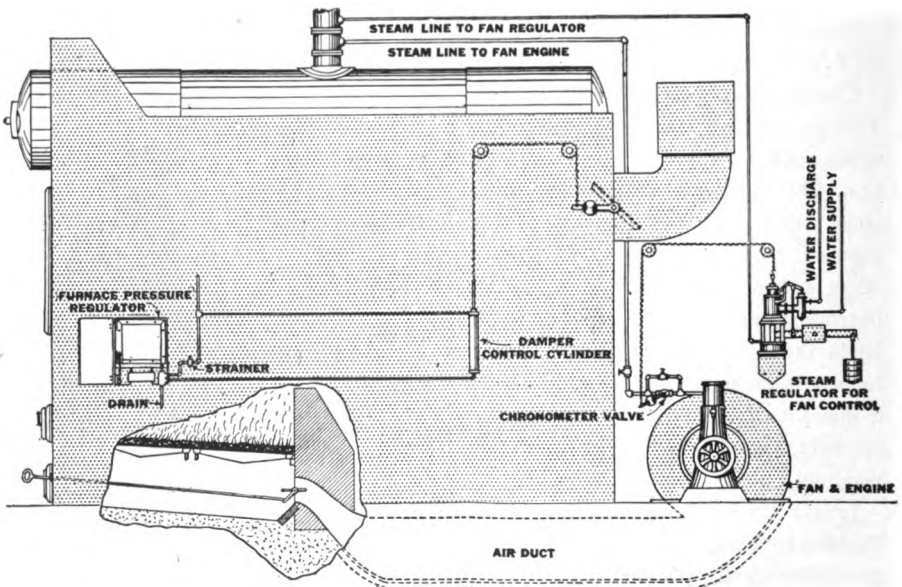 STEAM LINE TO FAN REGULATOR
STEAM LINE TO FAN ENGINE
WATER DISCHARGE
WATER SUPPLY
FURNACE PRESSURE
REGULATOR
STRAINER
DRAIN
DAMPER
CONTROL CYLINDER
STEAM
REGULATOR FOR
FAN CONTROL
CHRONOMETER VALVE
FAN & ENGINE
AIR DUCT